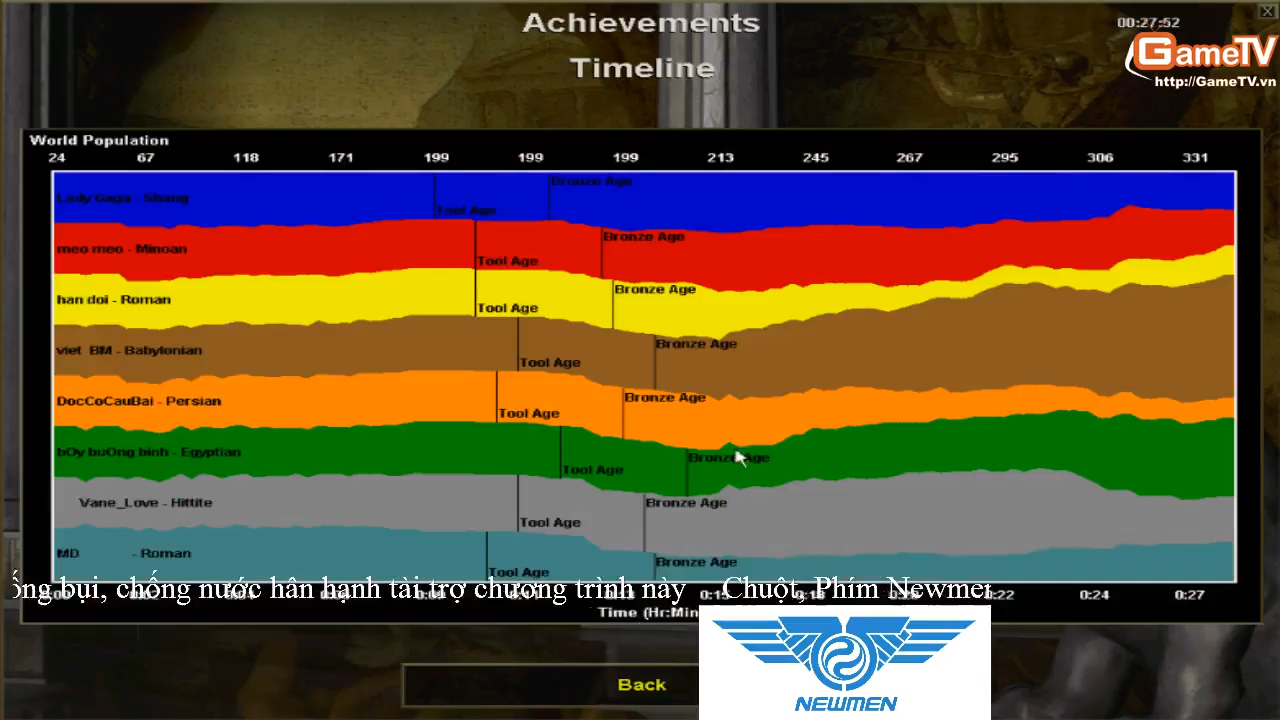 Achievements
00:27:52
GameTV
Timeline
http://GameTV.vn
World Population
24 67 118 171 199 199 199 213 245 267 295 306 331
Lady Gaga - Shang
Tool Age
Bronze Age
meo meo - Minoan
Tool Age
Bronze Age
han doi - Roman
Tool Age
Bronze Age
viet BM - Babylonian
Tool Age
Bronze Age
DocCoCauBai - Persian
Tool Age
Bronze Age
bOy buOng binh - Egyptian
Tool Age
Bronze Age
Vane_Love - Hittite
Tool Age
Bronze Age
MD - Roman
Tool Age
Bronze Age
bụi, chống nước hân hạnh tài trợ chương trình này Chuột, Phím Newmen
0:24 0:27
Time (Hr:Min
NEWMEN
Back